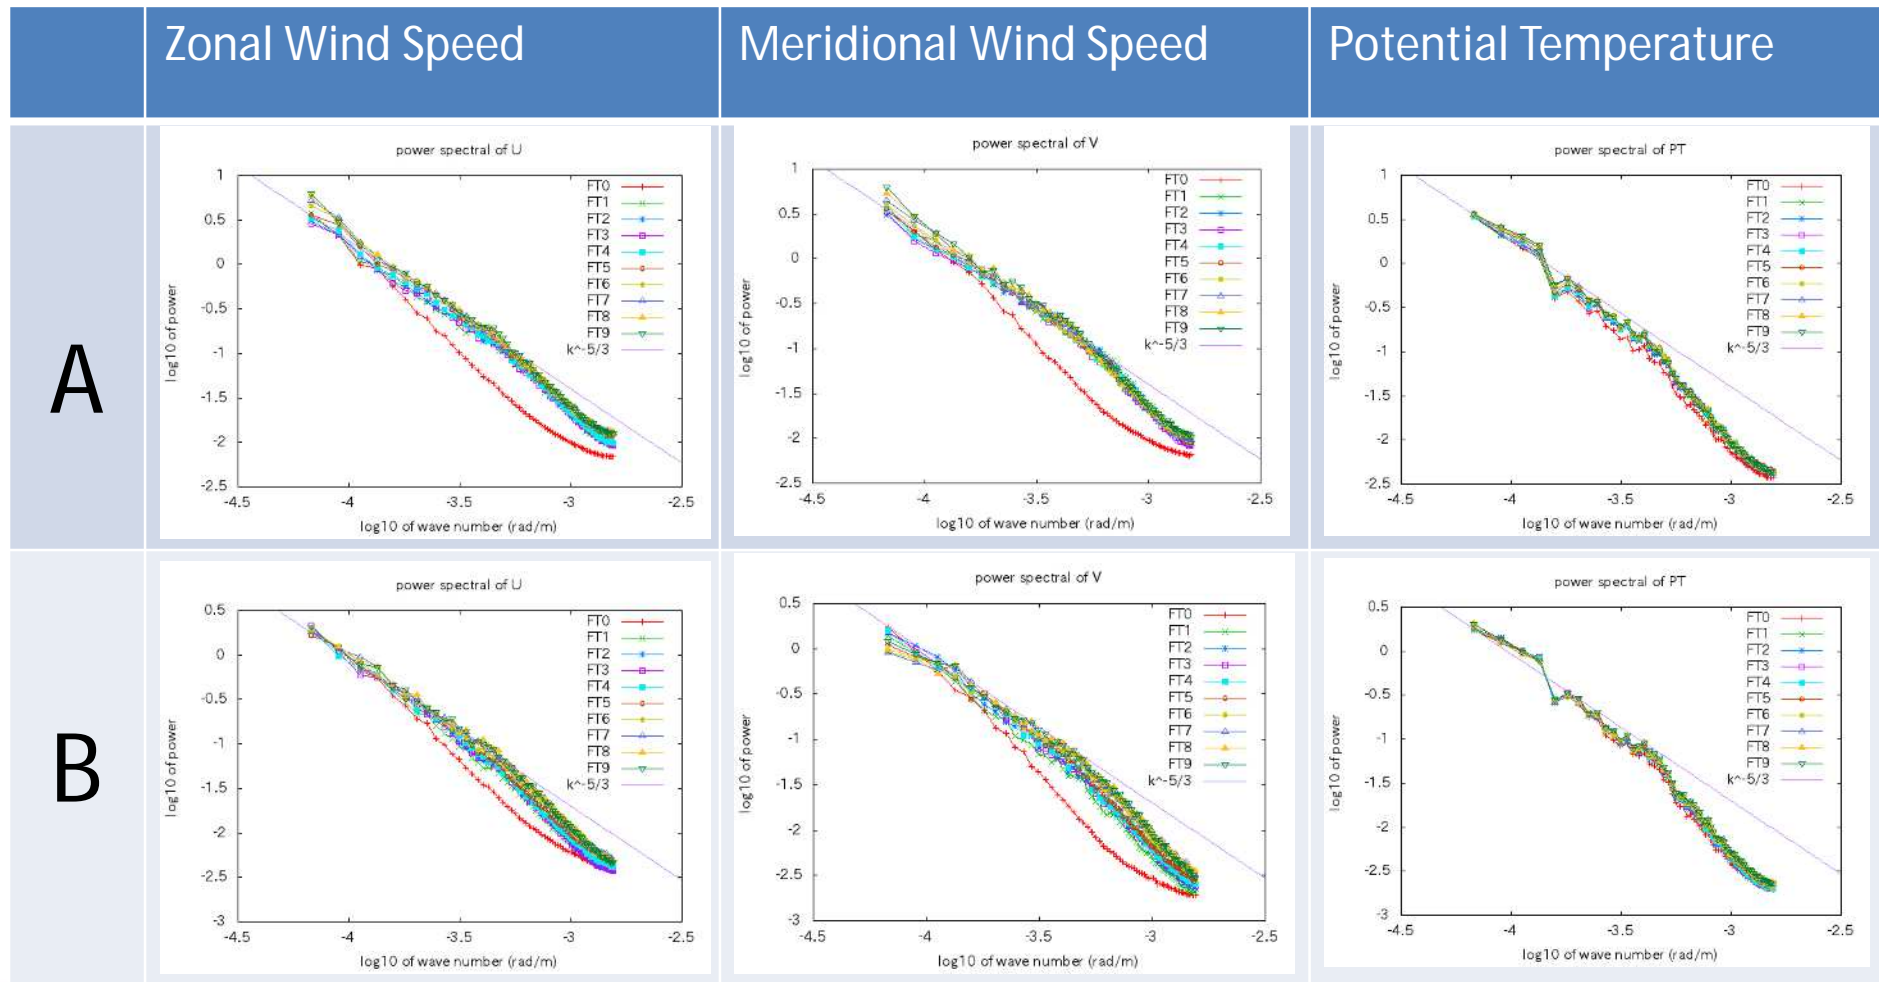 Zonal Wind Speed
Meridional Wind Speed
Potential Temperature
A
power spectral of U
log10 of power
1
0.5
0
-0.5
-1
-1.5
-2
-2.5
-4.5 -4 -3.5 -3 -2.5
log10 of wave number (rad/m)
FT0
FT1
FT2
FT3
FT4
FT5
FT6
FT7
FT8
FT9
k^-5/3
power spectral of V
log10 of power
1
0.5
0
-0.5
-1
-1.5
-2
-2.5
-4.5 -4 -3.5 -3 -2.5
log10 of wave number (rad/m)
FT0
FT1
FT2
FT3
FT4
FT5
FT6
FT7
FT8
FT9
k^-5/3
power spectral of PT
log10 of power
1
0.5
0
-0.5
-1
-1.5
-2
-2.5
-4.5 -4 -3.5 -3 -2.5
log10 of wave number (rad/m)
FT0
FT1
FT2
FT3
FT4
FT5
FT6
FT7
FT8
FT9
k^-5/3
B
power spectral of U
log10 of power
0.5
0
-0.5
-1
-1.5
-2
-2.5
-3
-4.5 -4 -3.5 -3 -2.5
log10 of wave number (rad/m)
FT0
FT1
FT2
FT3
FT4
FT5
FT6
FT7
FT8
FT9
k^-5/3
power spectral of V
log10 of power
0.5
0
-0.5
-1
-1.5
-2
-2.5
-3
-4.5 -4 -3.5 -3 -2.5
log10 of wave number (rad/m)
FT0
FT1
FT2
FT3
FT4
FT5
FT6
FT7
FT8
FT9
k^-5/3
power spectral of PT
log10 of power
0.5
0
-0.5
-1
-1.5
-2
-2.5
-3
-4.5 -4 -3.5 -3 -2.5
log10 of wave number (rad/m)
FT0
FT1
FT2
FT3
FT4
FT5
FT6
FT7
FT8
FT9
k^-5/3